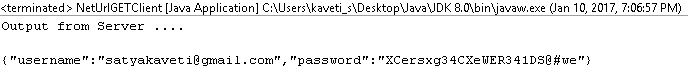 <terminated> NetUrlGETClient [Java Application] C:\Users\kaveti_s\Desktop\Java\JDK 8.0\bin\javaw.exe (Jan 10, 2017, 7:06:57 PM)
Output from Server ....
{"username":"satyakaveti@gmail.com","password":"XCersxg34CXeWER341DS@#we"}